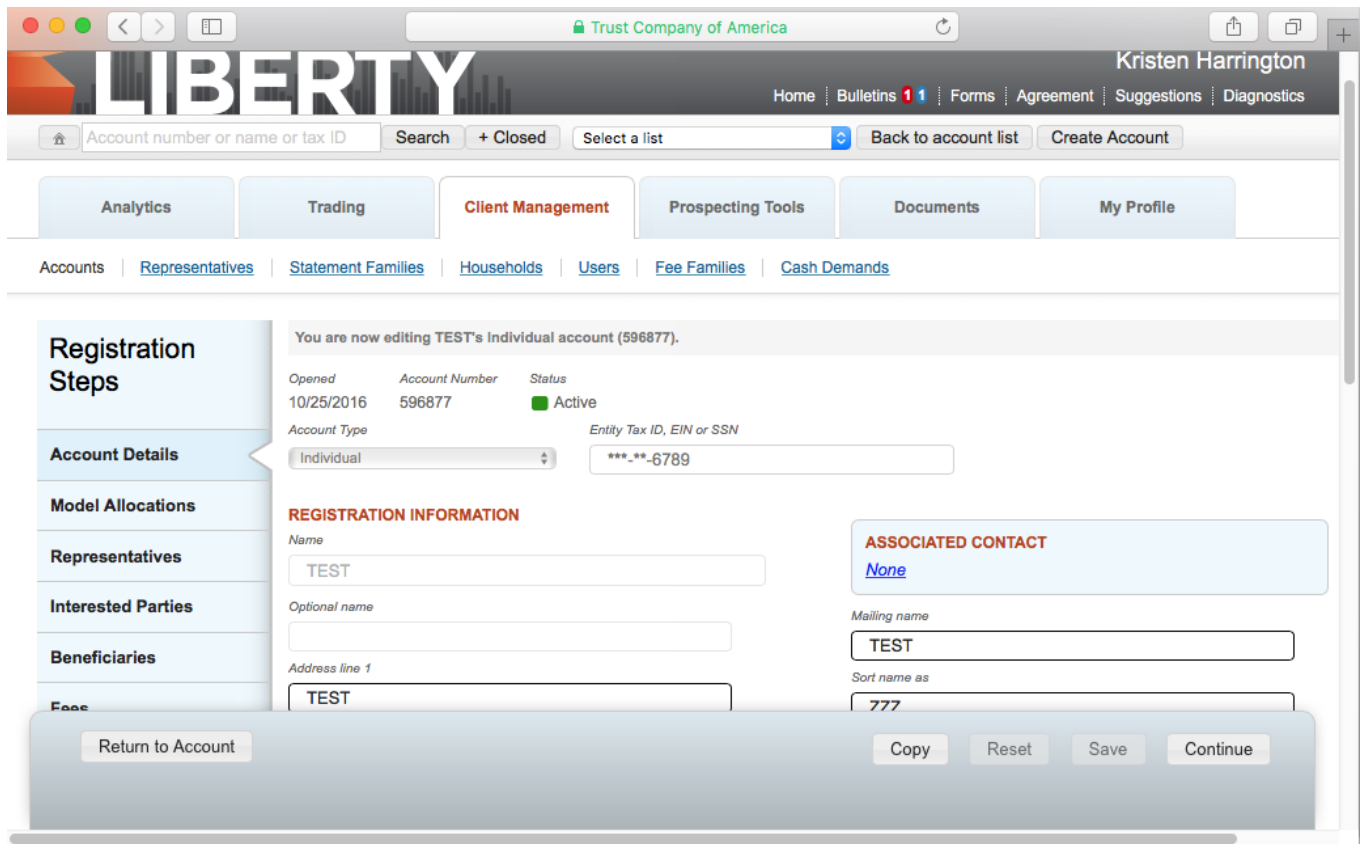 Trust Company of America
LIBERTY
Kristen Harrington
Home Bulletins 1 1 Forms Agreement Suggestions Diagnostics
Account number or name or tax ID Search + Closed Select a list Back to account list Create Account
Analytics Trading Client Management Prospecting Tools Documents My Profile
Accounts Representatives Statement Families Households Users Fee Families Cash Demands
Registration
Steps
Account Details
Model Allocations
Representatives
Interested Parties
Beneficiaries
Fees
You are now editing TEST's Individual account (596877).
Opened Account Number Status
10/25/2016 596877 Active
Account Type Entity Tax ID, EIN or SSN
Individual ***-**-6789
REGISTRATION INFORMATION
Name
TEST
Optional name
Address line 1
TEST
ASSOCIATED CONTACT
None
Mailing name
TEST
Sort name as
ZZZ
Return to Account Copy Reset Save Continue